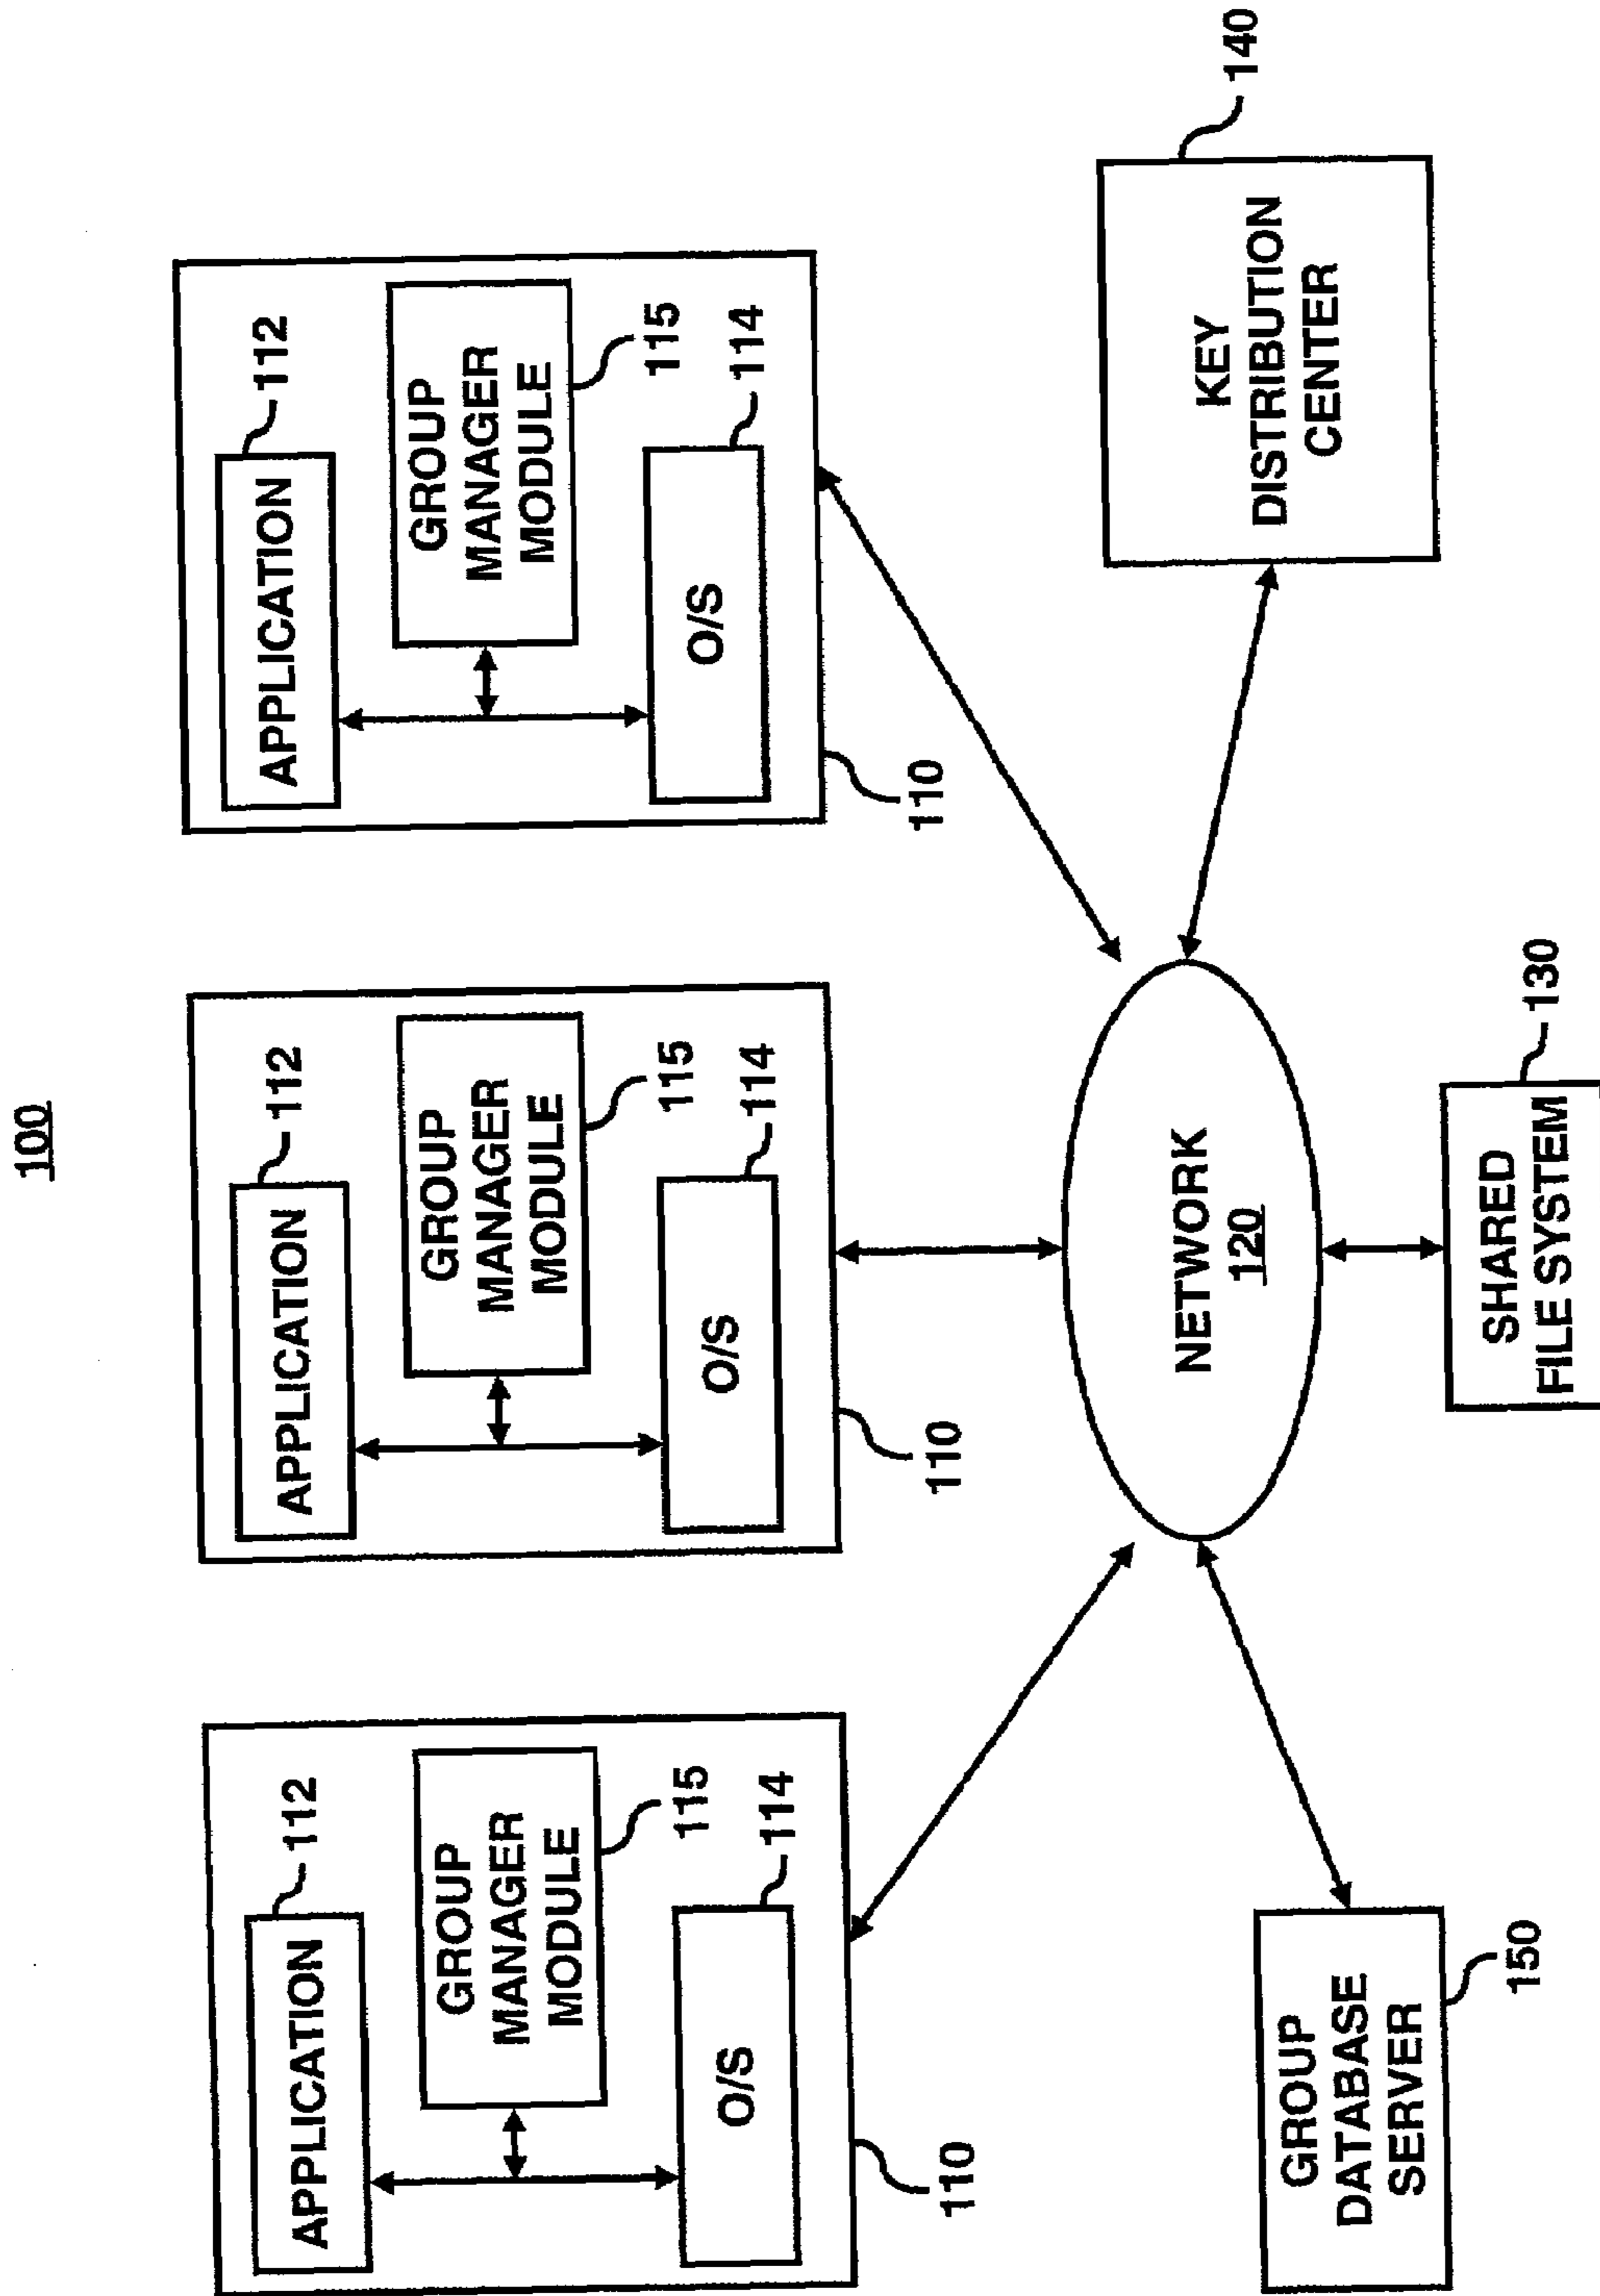 100
APPLICATION
112
GROUP
MANAGER
MODULE
115
O/S
114
110
APPLICATION
112
GROUP
MANAGER
MODULE
115
O/S
114
110
APPLICATION
112
GROUP
MANAGER
MODULE
115
O/S
114
110
NETWORK
120
GROUP
DATABASE
SERVER
150
SHARED
FILE SYSTEM
130
KEY
DISTRIBUTION
CENTER
140